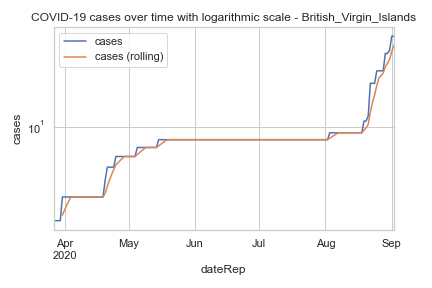 COVID-19 cases over time with logarithmic scale - British_Virgin_Islands
cases
cases (rolling)
10¹
cases
Apr May Jun Jul Aug Sep
2020
dateRep